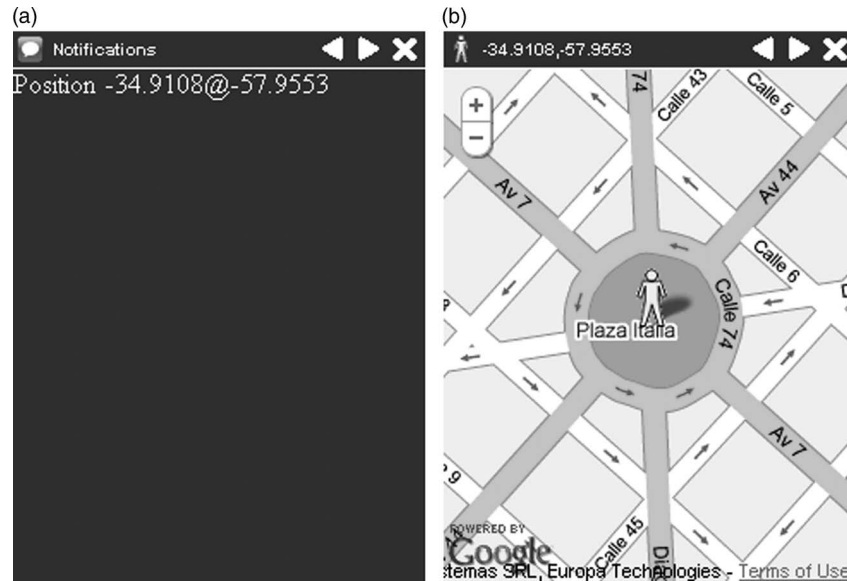 (a)
Notifications
Position -34.9108@-57.9553
(b)
-34.9108,-57.9553
+
−
74
Calle 43
Calle 5
Av 7
Av 44
Calle 6
Calle 74
Plaza Italia
Av 7
9
44
Calle 45
POWERED BY
Google
stemas SRL, Europa Technologies - Terms of Use